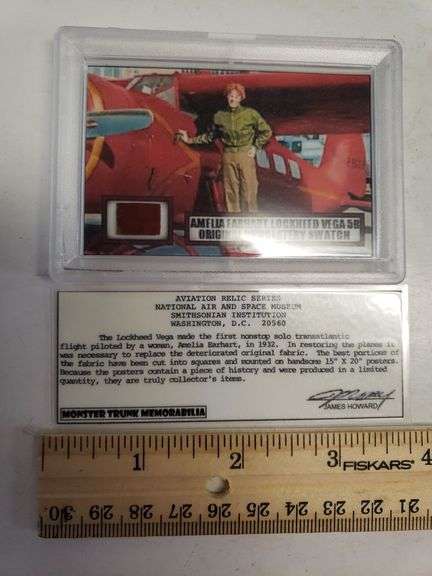 AMELIA EARHART LOCKHEED VEGA 5B
SWATCH
AVIATION RELIC SERIES
NATIONAL AIR AND SPACE MUSEUM
SMITHSONIAN INSTITUTION
WASHINGTON, D.C. 20560
The Lockheed Vega made the first nonstop solo transatlantic
flight piloted by a woman, Amelia Earhart, in 1932. In restoring the planes it
was necessary to replace the deteriorated original fabric. The best portions of
the fabric have been cut into squares and mounted on handsome 15" X 20" posters.
Because the posters contain a piece of history and were produced in a limited
quantity, they are truly collector's items.
JAMES HOWARD
MONSTER TRUNK MEMORABILIA
1 2 3 FISKARS 4
30 29 28 27 26 25 24 23 22 21